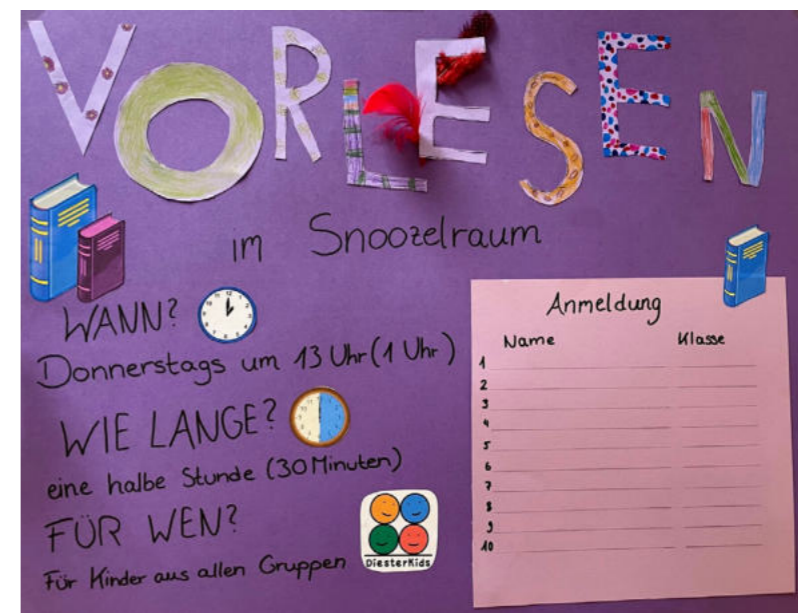 VORLESEN
im Snoozelraum
WANN?
Donnerstags um 13 Uhr (1 Uhr)
WIE LANGE?
eine halbe Stunde (30 Minuten)
FÜR WEN?
Für Kinder aus allen Gruppen
DiesterKids
Anmeldung
Name Klasse
1
2
3
4
5
6
7
8
9
10